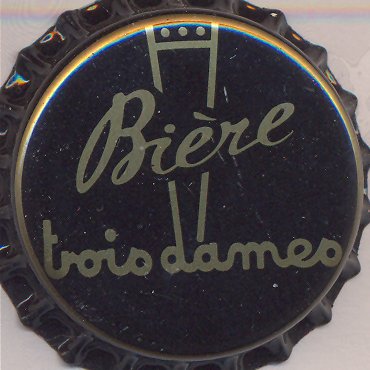 Bière
trois dames